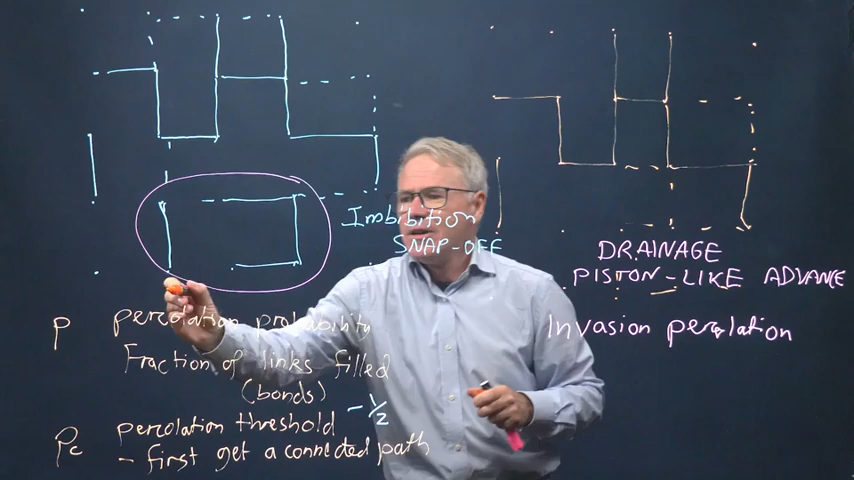 Imbibition
SNAP-OFF
DRAINAGE
PISTON-LIKE ADVANCE
Invasion percolation
P percolation probability
Fraction of links filled
(bonds)
Pc percolation threshold - 1/2
- first get a connected path